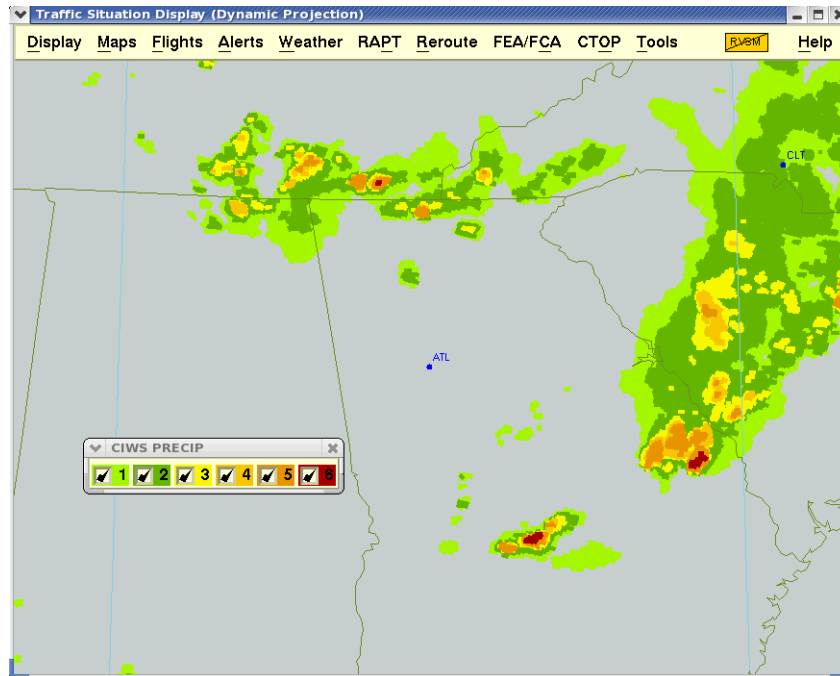 Traffic Situation Display (Dynamic Projection)
Display Maps Flights Alerts Weather RAPT Reroute FEA/FCA CTOP Tools RVSM Help
CLT
ATL
CIWS PRECIP
1 2 3 4 5 6